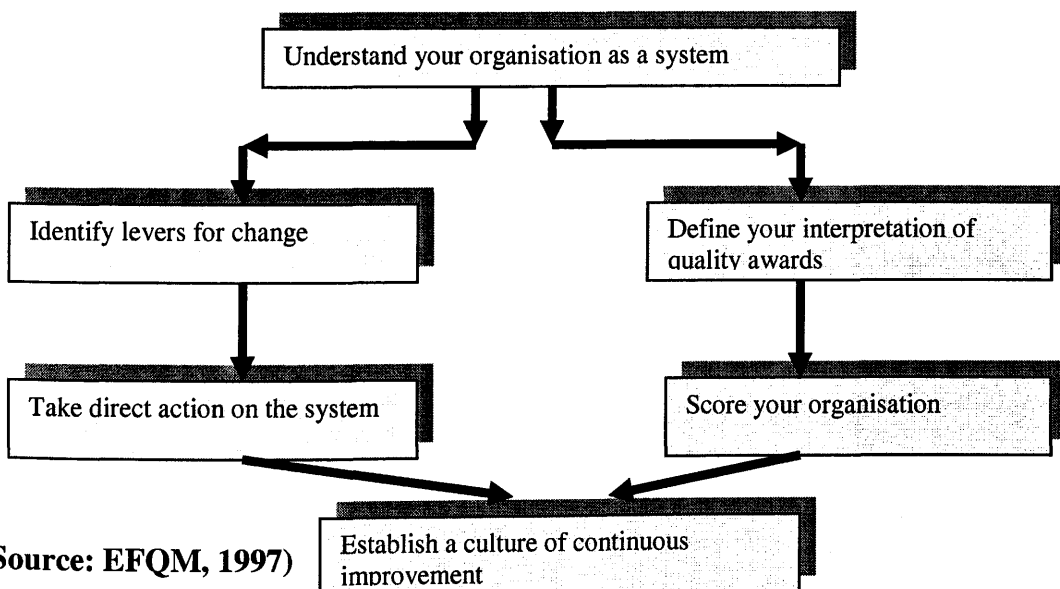 Understand your organisation as a system
Identify levers for change
Define your interpretation of
quality awards
Take direct action on the system
Score your organisation
Establish a culture of continuous
improvement
Source: EFQM, 1997)